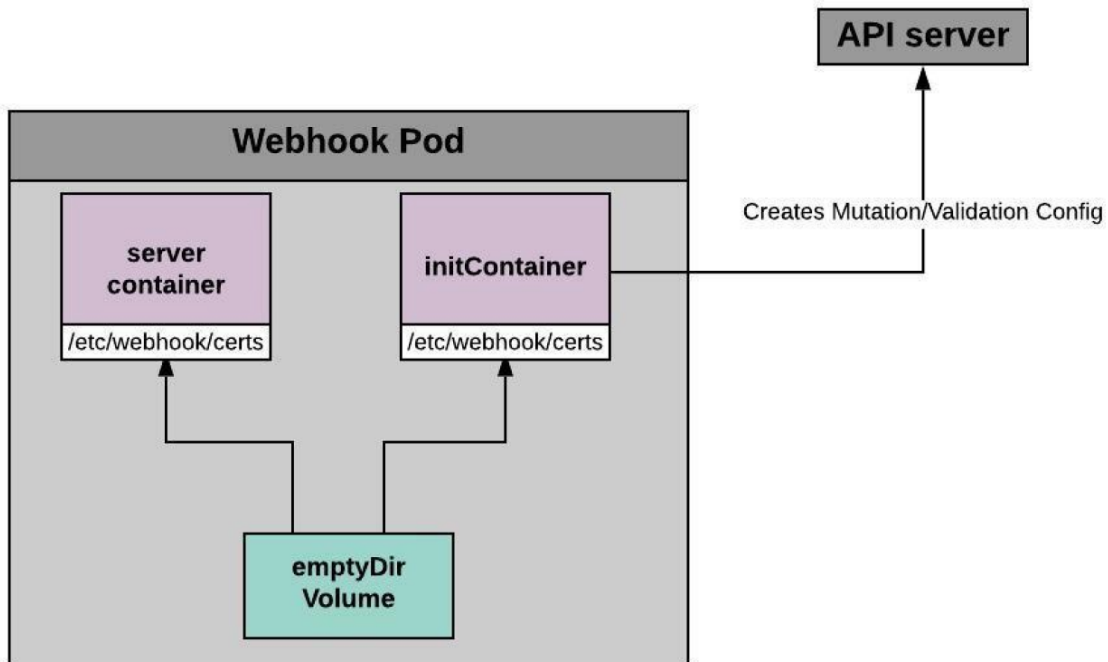 API server
Webhook Pod
Creates Mutation/Validation Config
server
container
initContainer
/etc/webhook/certs
/etc/webhook/certs
emptyDir
Volume